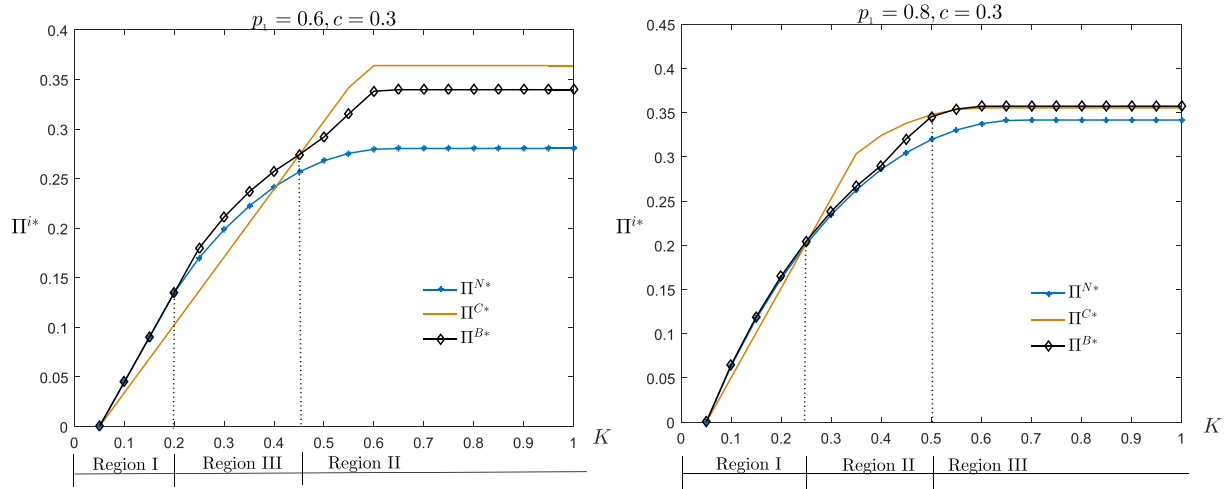 p₁ = 0.6, c = 0.3
0.4
0.35
0.3
0.25
0.2
0.15
0.1
0.05
0
Π^{i*}
Π^{N*}
Π^{C*}
Π^{B*}
0 0.1 0.2 0.3 0.4 0.5 0.6 0.7 0.8 0.9 1
K
Region I Region III Region II
p₁ = 0.8, c = 0.3
0.45
0.4
0.35
0.3
0.25
0.2
0.15
0.1
0.05
0
Π^{i*}
Π^{N*}
Π^{C*}
Π^{B*}
0 0.1 0.2 0.3 0.4 0.5 0.6 0.7 0.8 0.9 1
K
Region I Region II Region III